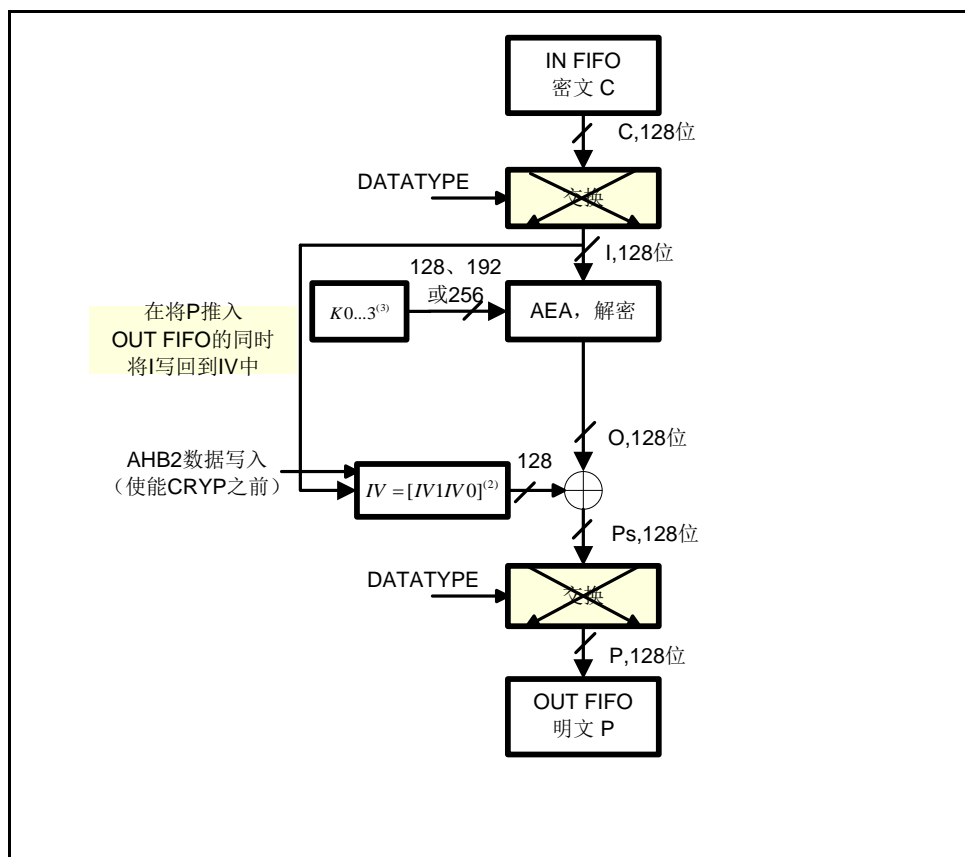 IN FIFO
密文 C
C,128位
DATATYPE
交换
I,128位
128、192
或256
K0...3(3)
AEA，解密
在将P推入
OUT FIFO的同时
将I写回到IV中
O,128位
AHB2数据写入
（使能CRYP之前）
128
IV=[IV1IV0](2)
Ps,128位
DATATYPE
交换
P,128位
OUT FIFO
明文 P